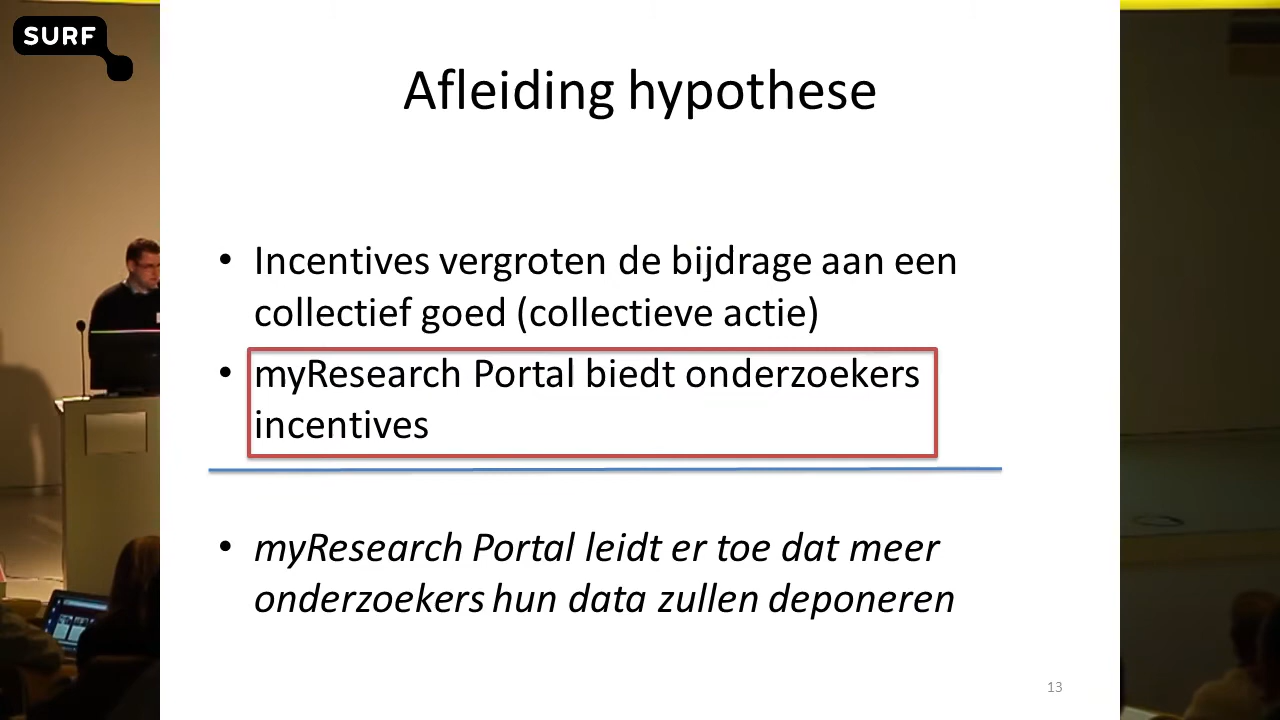 SURF
Afleiding hypothese
• Incentives vergroten de bijdrage aan een
collectief goed (collectieve actie)
• myResearch Portal biedt onderzoekers
incentives
• myResearch Portal leidt er toe dat meer
onderzoekers hun data zullen deponeren
13